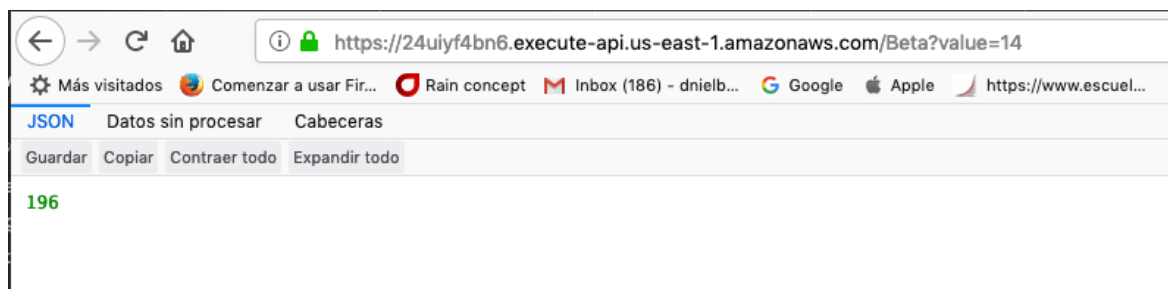 https://24uiyf4bn6.execute-api.us-east-1.amazonaws.com/Beta?value=14
Más visitados Comenzar a usar Fir... Rain concept Inbox (186) - dnielb... Google Apple https://www.escuel...
JSON Datos sin procesar Cabeceras
Guardar Copiar Contraer todo Expandir todo
196